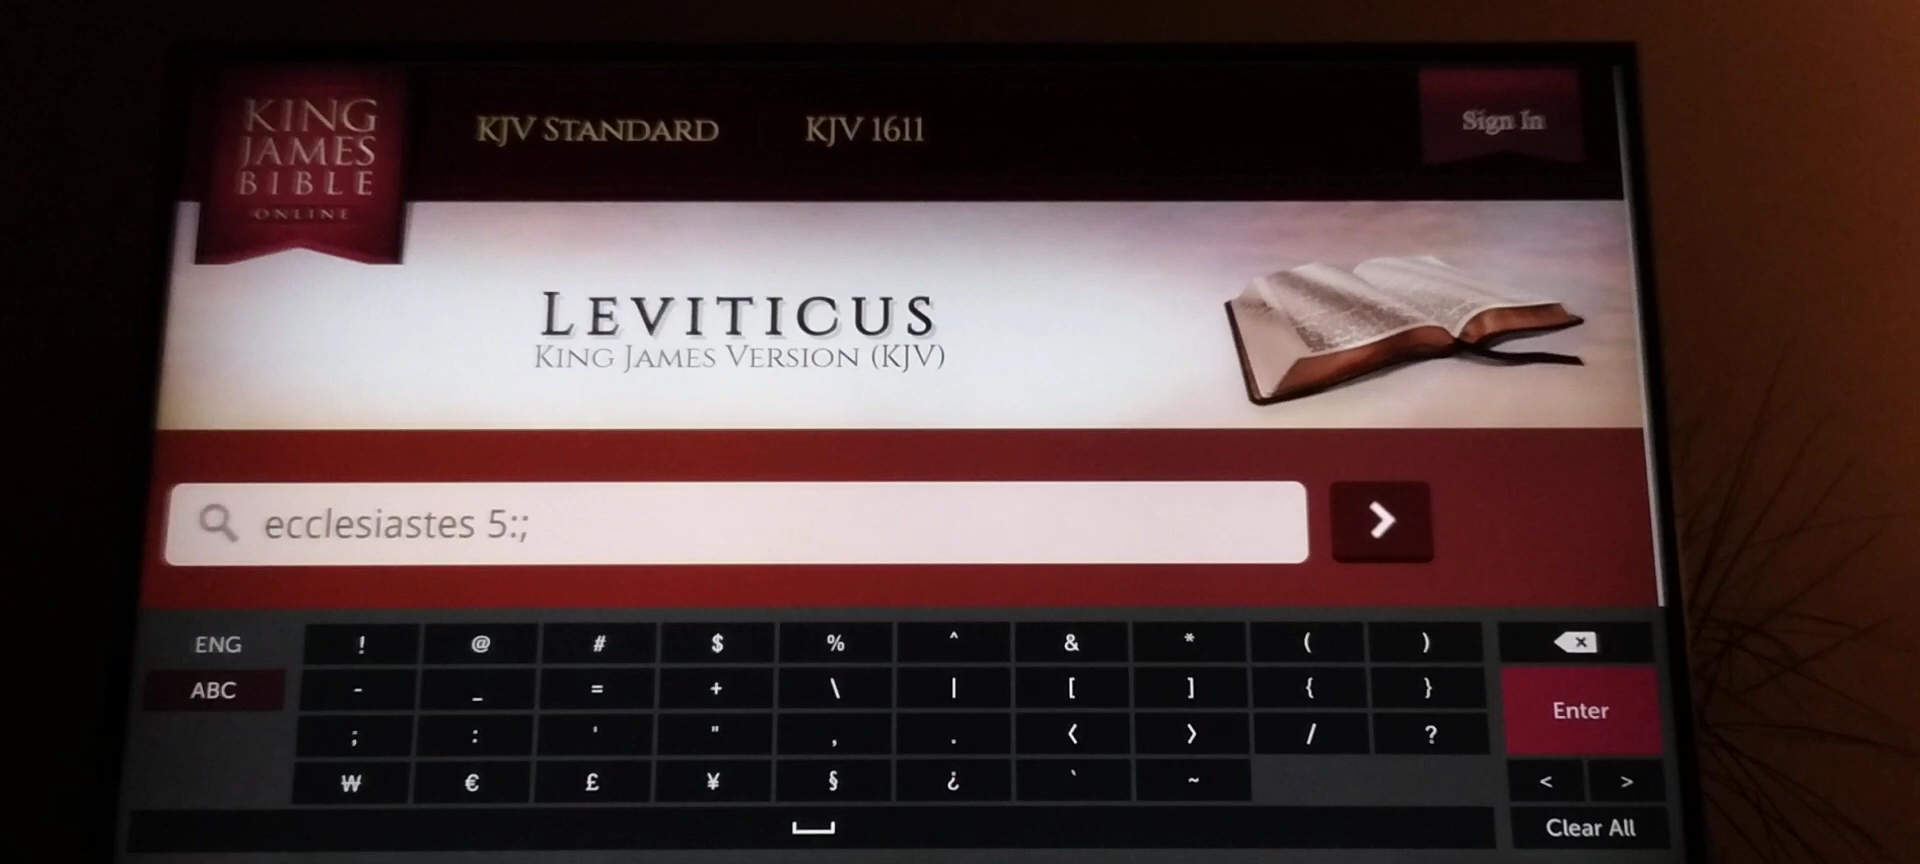 KING
JAMES
BIBLE
ONLINE
KJV STANDARD
KJV 1611
Sign In
LEVITICUS
KING JAMES VERSION (KJV)
ecclesiastes 5:;
ENG ! @ # $ % ^ & * ( )
ABC - _ = + \ | [ ] { }
Enter
; : ' " , . < > / ?
₩ € £ ¥ § ¿ ` ~ < >
Clear All